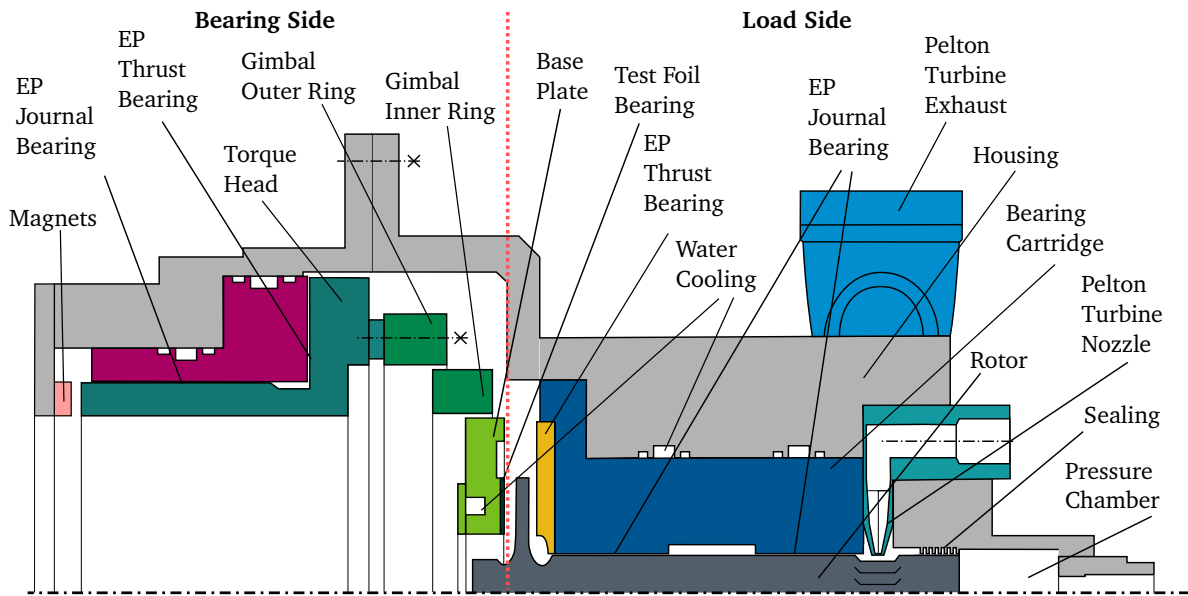 Bearing Side
Load Side
EP
Journal
Bearing
EP
Thrust
Bearing
Gimbal
Outer Ring
Gimbal
Inner Ring
Base
Plate
Test Foil
Bearing
EP
Thrust
Bearing
EP
Journal
Bearing
Pelton
Turbine
Exhaust
Housing
Torque
Head
Magnets
Water
Cooling
Bearing
Cartridge
Pelton
Turbine
Nozzle
Rotor
Sealing
Pressure
Chamber